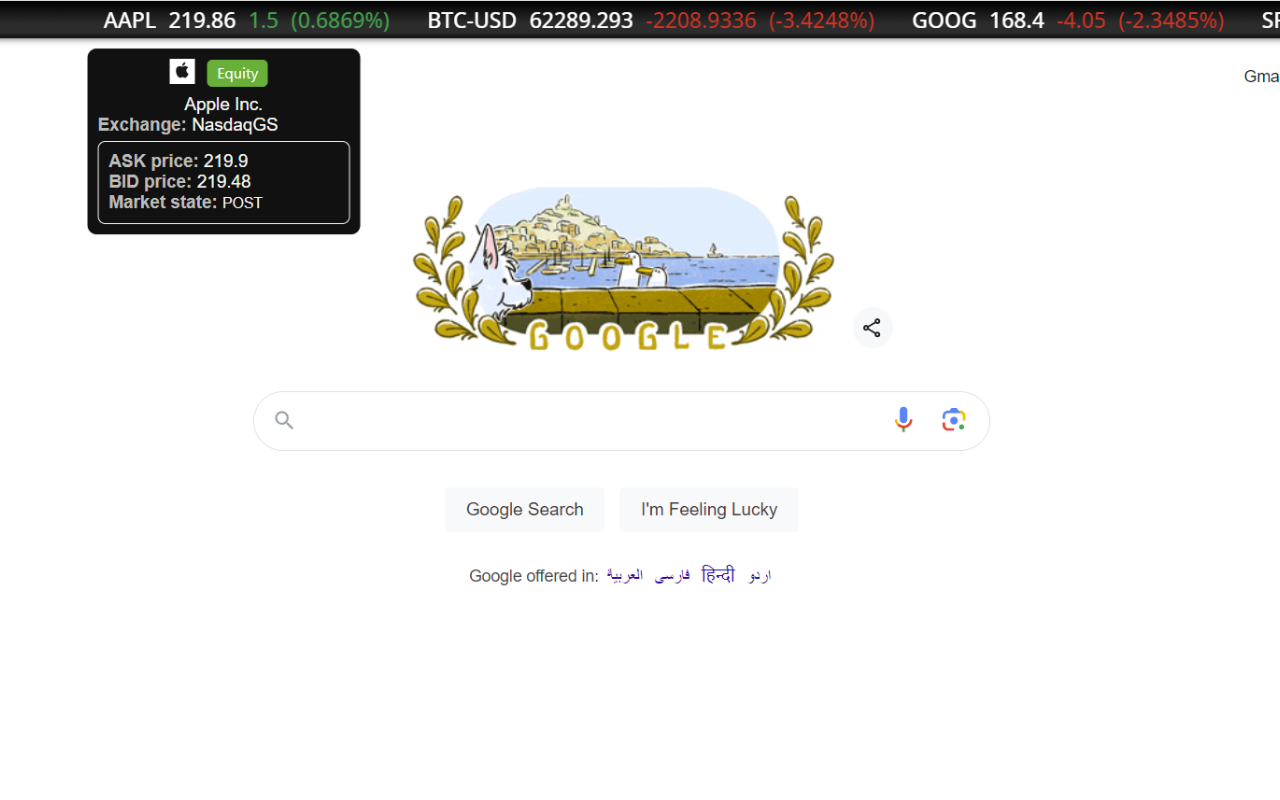 AAPL 219.86 1.5 (0.6869%) BTC-USD 62289.293 -2208.9336 (-3.4248%) GOOG 168.4 -4.05 (-2.3485%)
Equity
Apple Inc.
Exchange: NasdaqGS
ASK price: 219.9
BID price: 219.48
Market state: POST
Gma
GOOGLE
Google Search I'm Feeling Lucky
Google offered in: العربية فارسی हिन्दी اردو